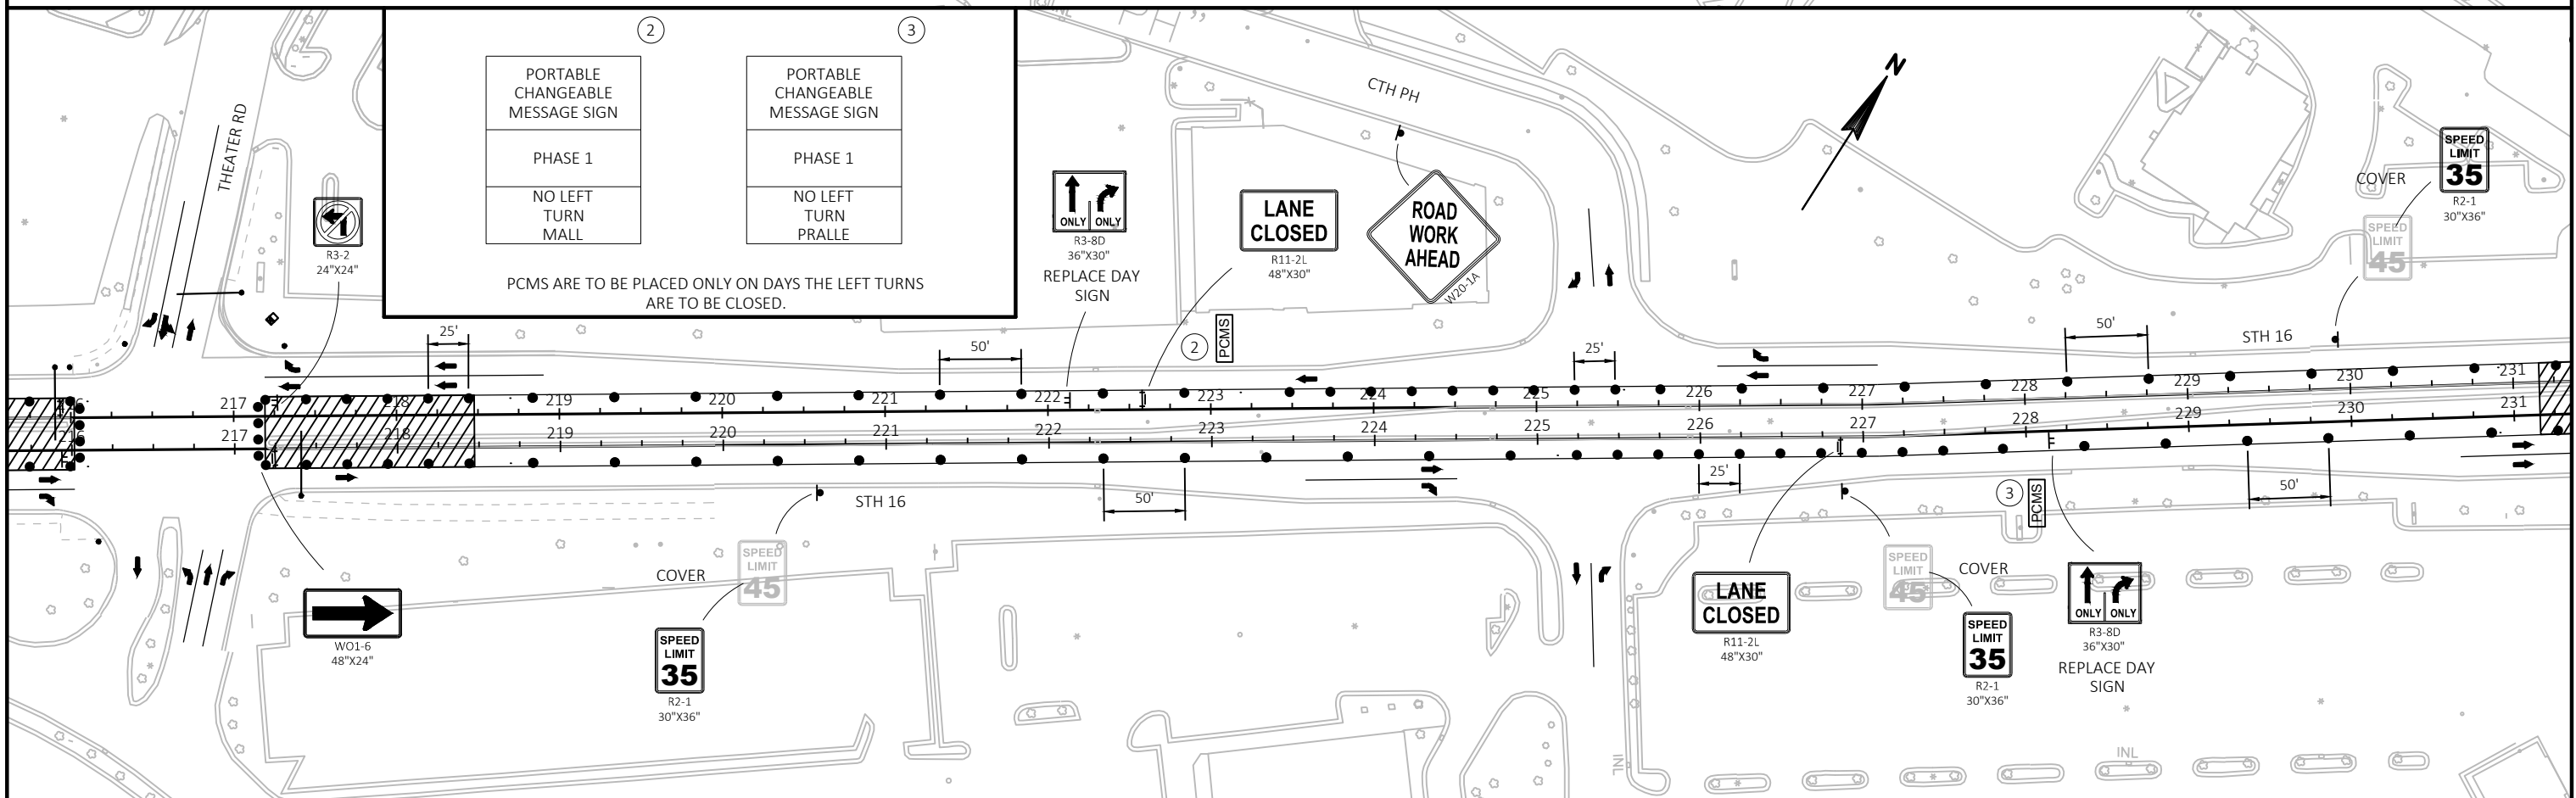 INL
PH"
2
3
PORTABLE
CHANGEABLE
MESSAGE SIGN
PHASE 1
NO LEFT
TURN
MALL
PORTABLE
CHANGEABLE
MESSAGE SIGN
PHASE 1
NO LEFT
TURN
PRALLE
PCMS ARE TO BE PLACED ONLY ON DAYS THE LEFT TURNS
ARE TO BE CLOSED.
THEATER RD
R3-2
24"X24"
ONLY ONLY
R3-8D
36"X30"
REPLACE DAY
SIGN
LANE
CLOSED
R11-2L
48"X30"
CTH PH
ROAD
WORK
AHEAD
W20-1A
N
SPEED
LIMIT
35
R2-1
30"X36"
COVER
SPEED
LIMIT
45
STH 16
25'
50'
2
PCMS
25'
50'
217 218 219 220 221 222 223 224 225 226 227 228 229 230 231
216 217 218 219 220 221 222 223 224 225 226 227 228 229 230 231
50'
25'
50'
STH 16
WO1-6
48"X24"
COVER
SPEED
LIMIT
45
SPEED
LIMIT
35
R2-1
30"X36"
LANE
CLOSED
R11-2L
48"X30"
SPEED
LIMIT
45
COVER
SPEED
LIMIT
35
R2-1
30"X36"
3
PCMS
ONLY ONLY
R3-8D
36"X30"
REPLACE DAY
SIGN
INL
INL